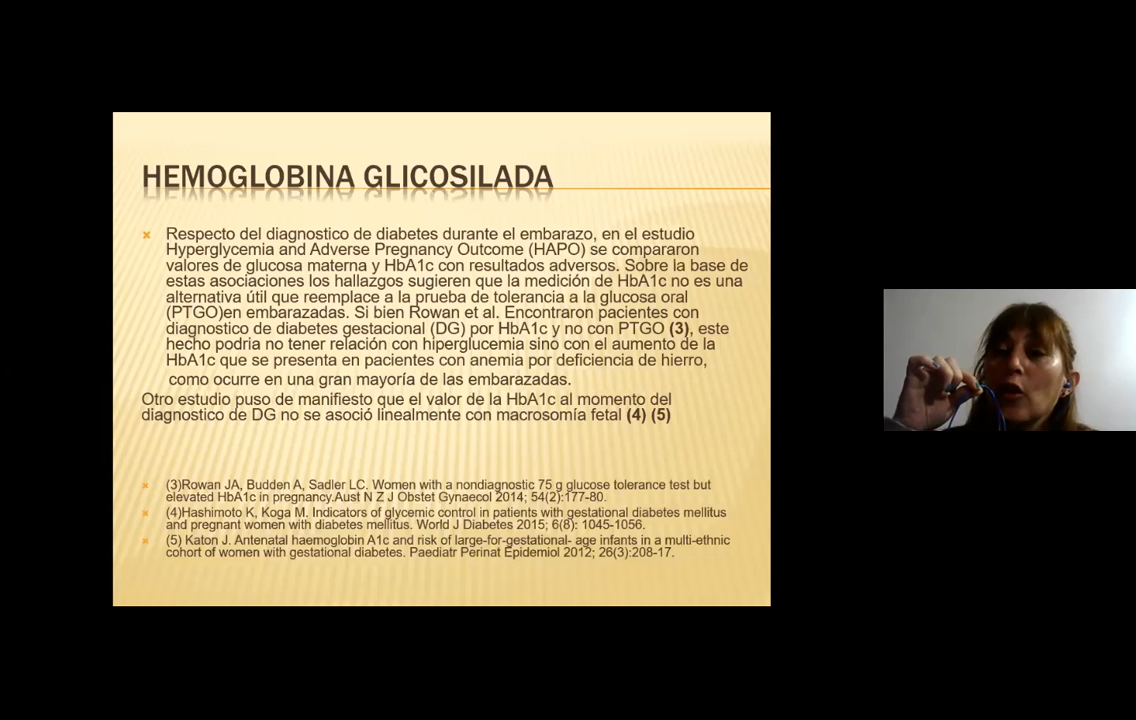 HEMOGLOBINA GLICOSILADA
Respecto del diagnostico de diabetes durante el embarazo, en el estudio
Hyperglycemia and Adverse Pregnancy Outcome (HAPO) se compararon
valores de glucosa materna y HbA1c con resultados adversos. Sobre la base de
estas asociaciones los hallazgos sugieren que la medición de HbA1c no es una
alternativa útil que reemplace a la prueba de tolerancia a la glucosa oral
(PTGO)en embarazadas. Si bien Rowan et al. Encontraron pacientes con
diagnostico de diabetes gestacional (DG) por HbA1c y no con PTGO (3), este
hecho podria no tener relación con hiperglucemia sino con el aumento de la
HbA1c que se presenta en pacientes con anemia por deficiencia de hierro,
como ocurre en una gran mayoría de las embarazadas.
Otro estudio puso de manifiesto que el valor de la HbA1c al momento del
diagnostico de DG no se asoció linealmente con macrosomía fetal (4) (5)
(3)Rowan JA, Budden A, Sadler LC. Women with a nondiagnostic 75 g glucose tolerance test but
elevated HbA1c in pregnancy.Aust N Z J Obstet Gynaecol 2014; 54(2):177-80.
(4)Hashimoto K, Koga M. Indicators of glycemic control in patients with gestational diabetes mellitus
and pregnant women with diabetes mellitus. World J Diabetes 2015; 6(8): 1045-1056.
(5) Katon J. Antenatal haemoglobin A1c and risk of large-for-gestational- age infants in a multi-ethnic
cohort of women with gestational diabetes. Paediatr Perinat Epidemiol 2012; 26(3):208-17.